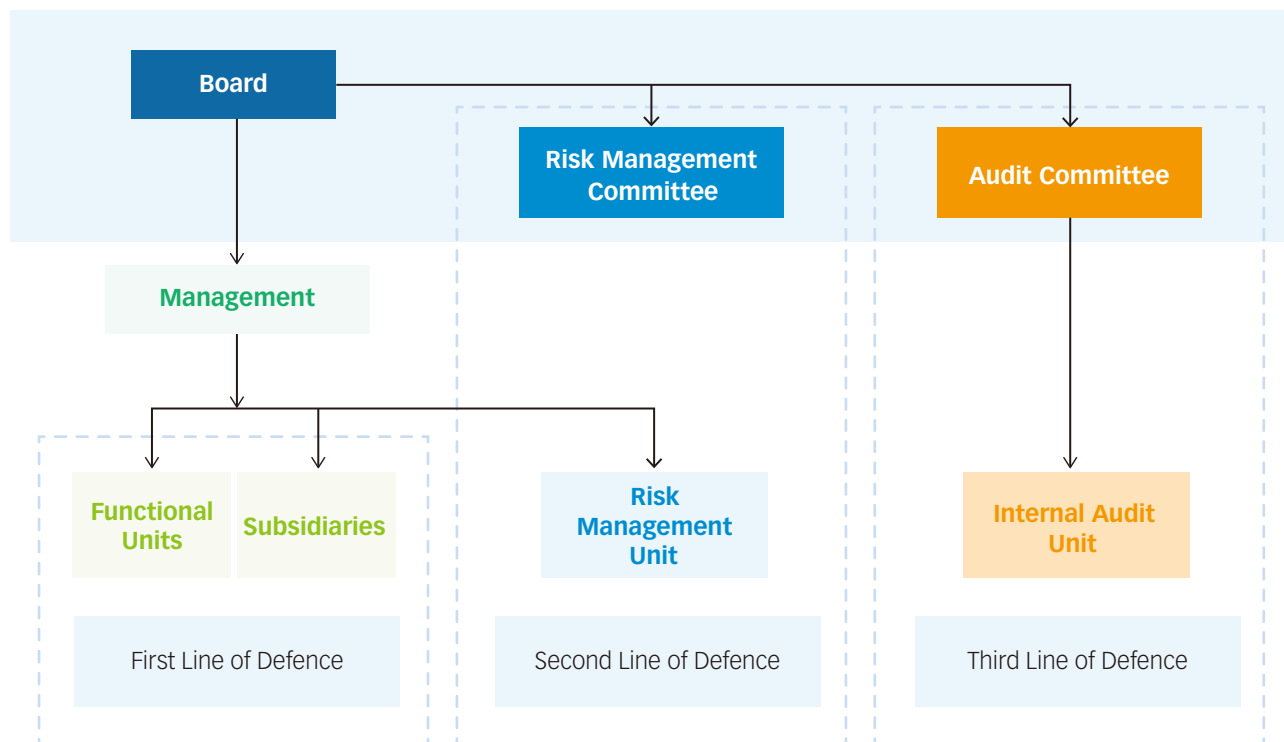 Board
Risk Management
Committee
Audit Committee
Management
Functional
Units
Subsidiaries
Risk
Management
Unit
Internal Audit
Unit
First Line of Defence
Second Line of Defence
Third Line of Defence